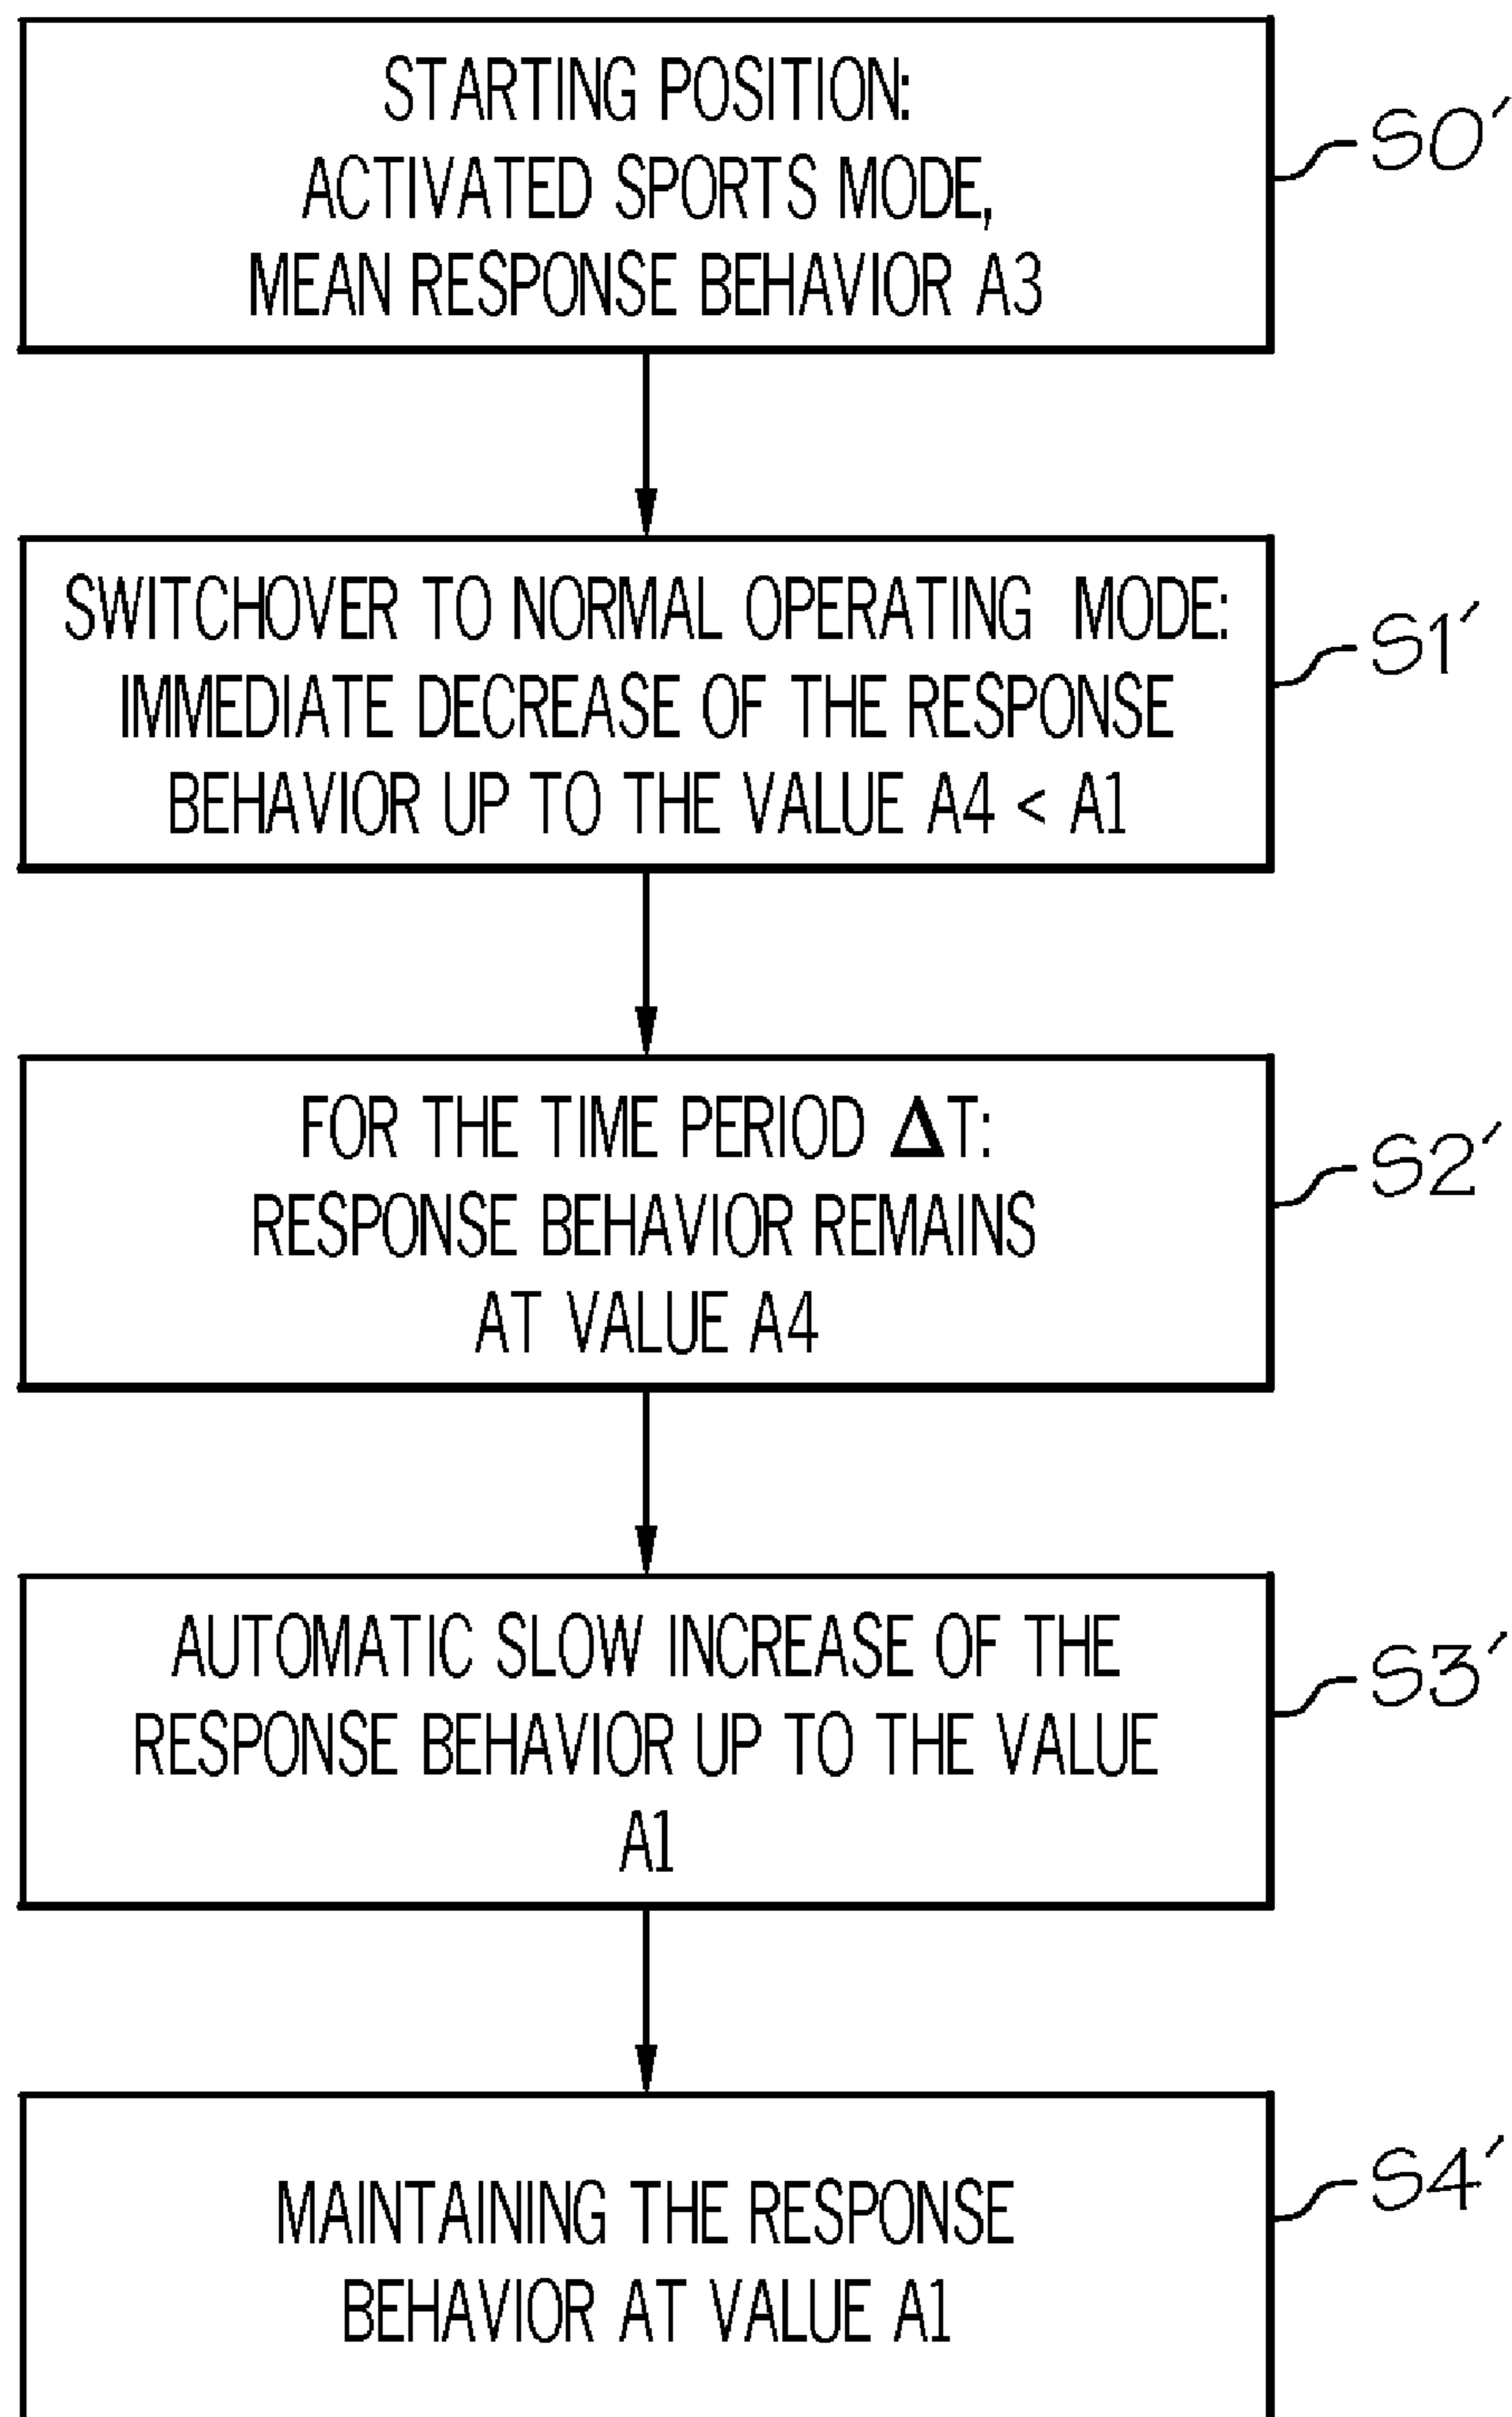 STARTING POSITION:
ACTIVATED SPORTS MODE,
MEAN RESPONSE BEHAVIOR A3
S0'
SWITCHOVER TO NORMAL OPERATING MODE:
IMMEDIATE DECREASE OF THE RESPONSE
BEHAVIOR UP TO THE VALUE A4 < A1
S1'
FOR THE TIME PERIOD ΔT:
RESPONSE BEHAVIOR REMAINS
AT VALUE A4
S2'
AUTOMATIC SLOW INCREASE OF THE
RESPONSE BEHAVIOR UP TO THE VALUE
A1
S3'
MAINTAINING THE RESPONSE
BEHAVIOR AT VALUE A1
S4'